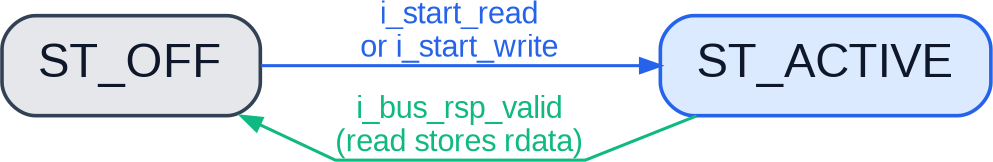 ST_OFF
i_start_read
or i_start_write
ST_ACTIVE
i_bus_rsp_valid
(read stores rdata)